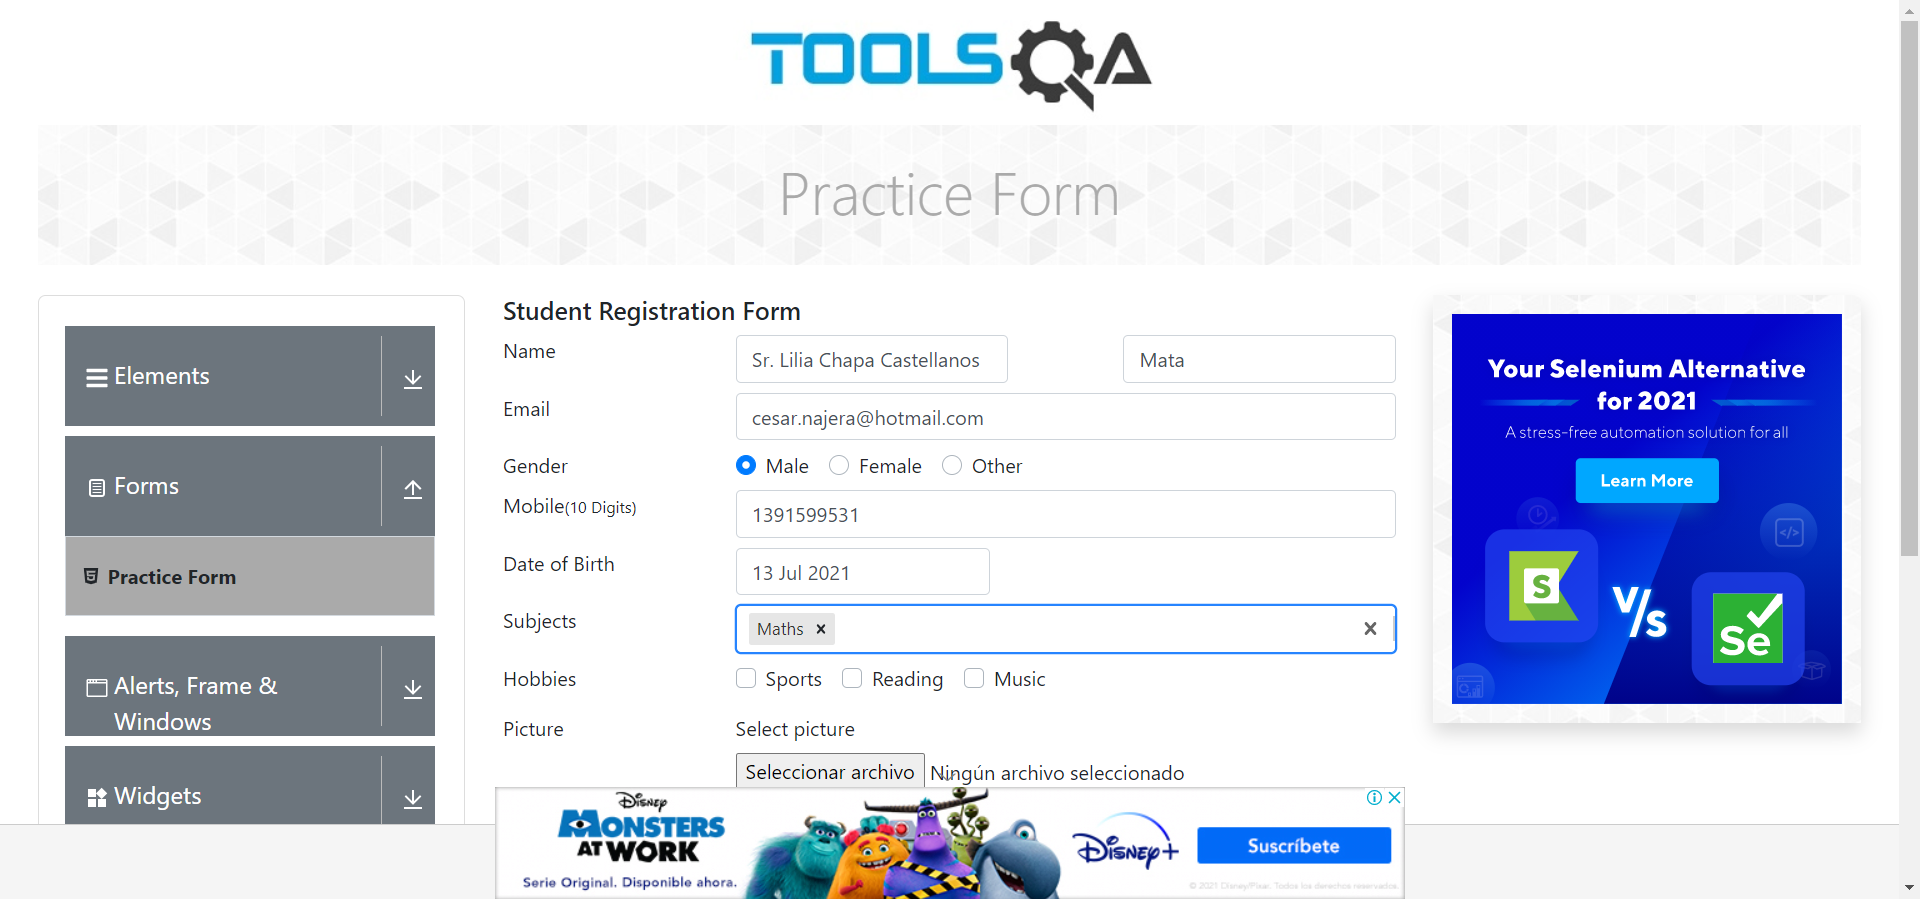 TOOLSQA
Practice Form
Elements
Forms
Practice Form
Alerts, Frame &
Windows
Widgets
Student Registration Form
Name
Sr. Lilia Chapa Castellanos
Mata
Email
cesar.najera@hotmail.com
Gender
Male
Female
Other
Mobile(10 Digits)
1391599531
Date of Birth
13 Jul 2021
Subjects
Maths
Hobbies
Sports
Reading
Music
Picture
Select picture
Seleccionar archivo
Ningún archivo seleccionado
Your Selenium Alternative
for 2021
A stress-free automation solution for all
Learn More
</>
S
V/s
Se
Disney
MONSTERS
AT WORK
Serie Original. Disponible ahora.
Disney+
Suscríbete
© 2021 Disney/Pixar. Todos los derechos reservados.